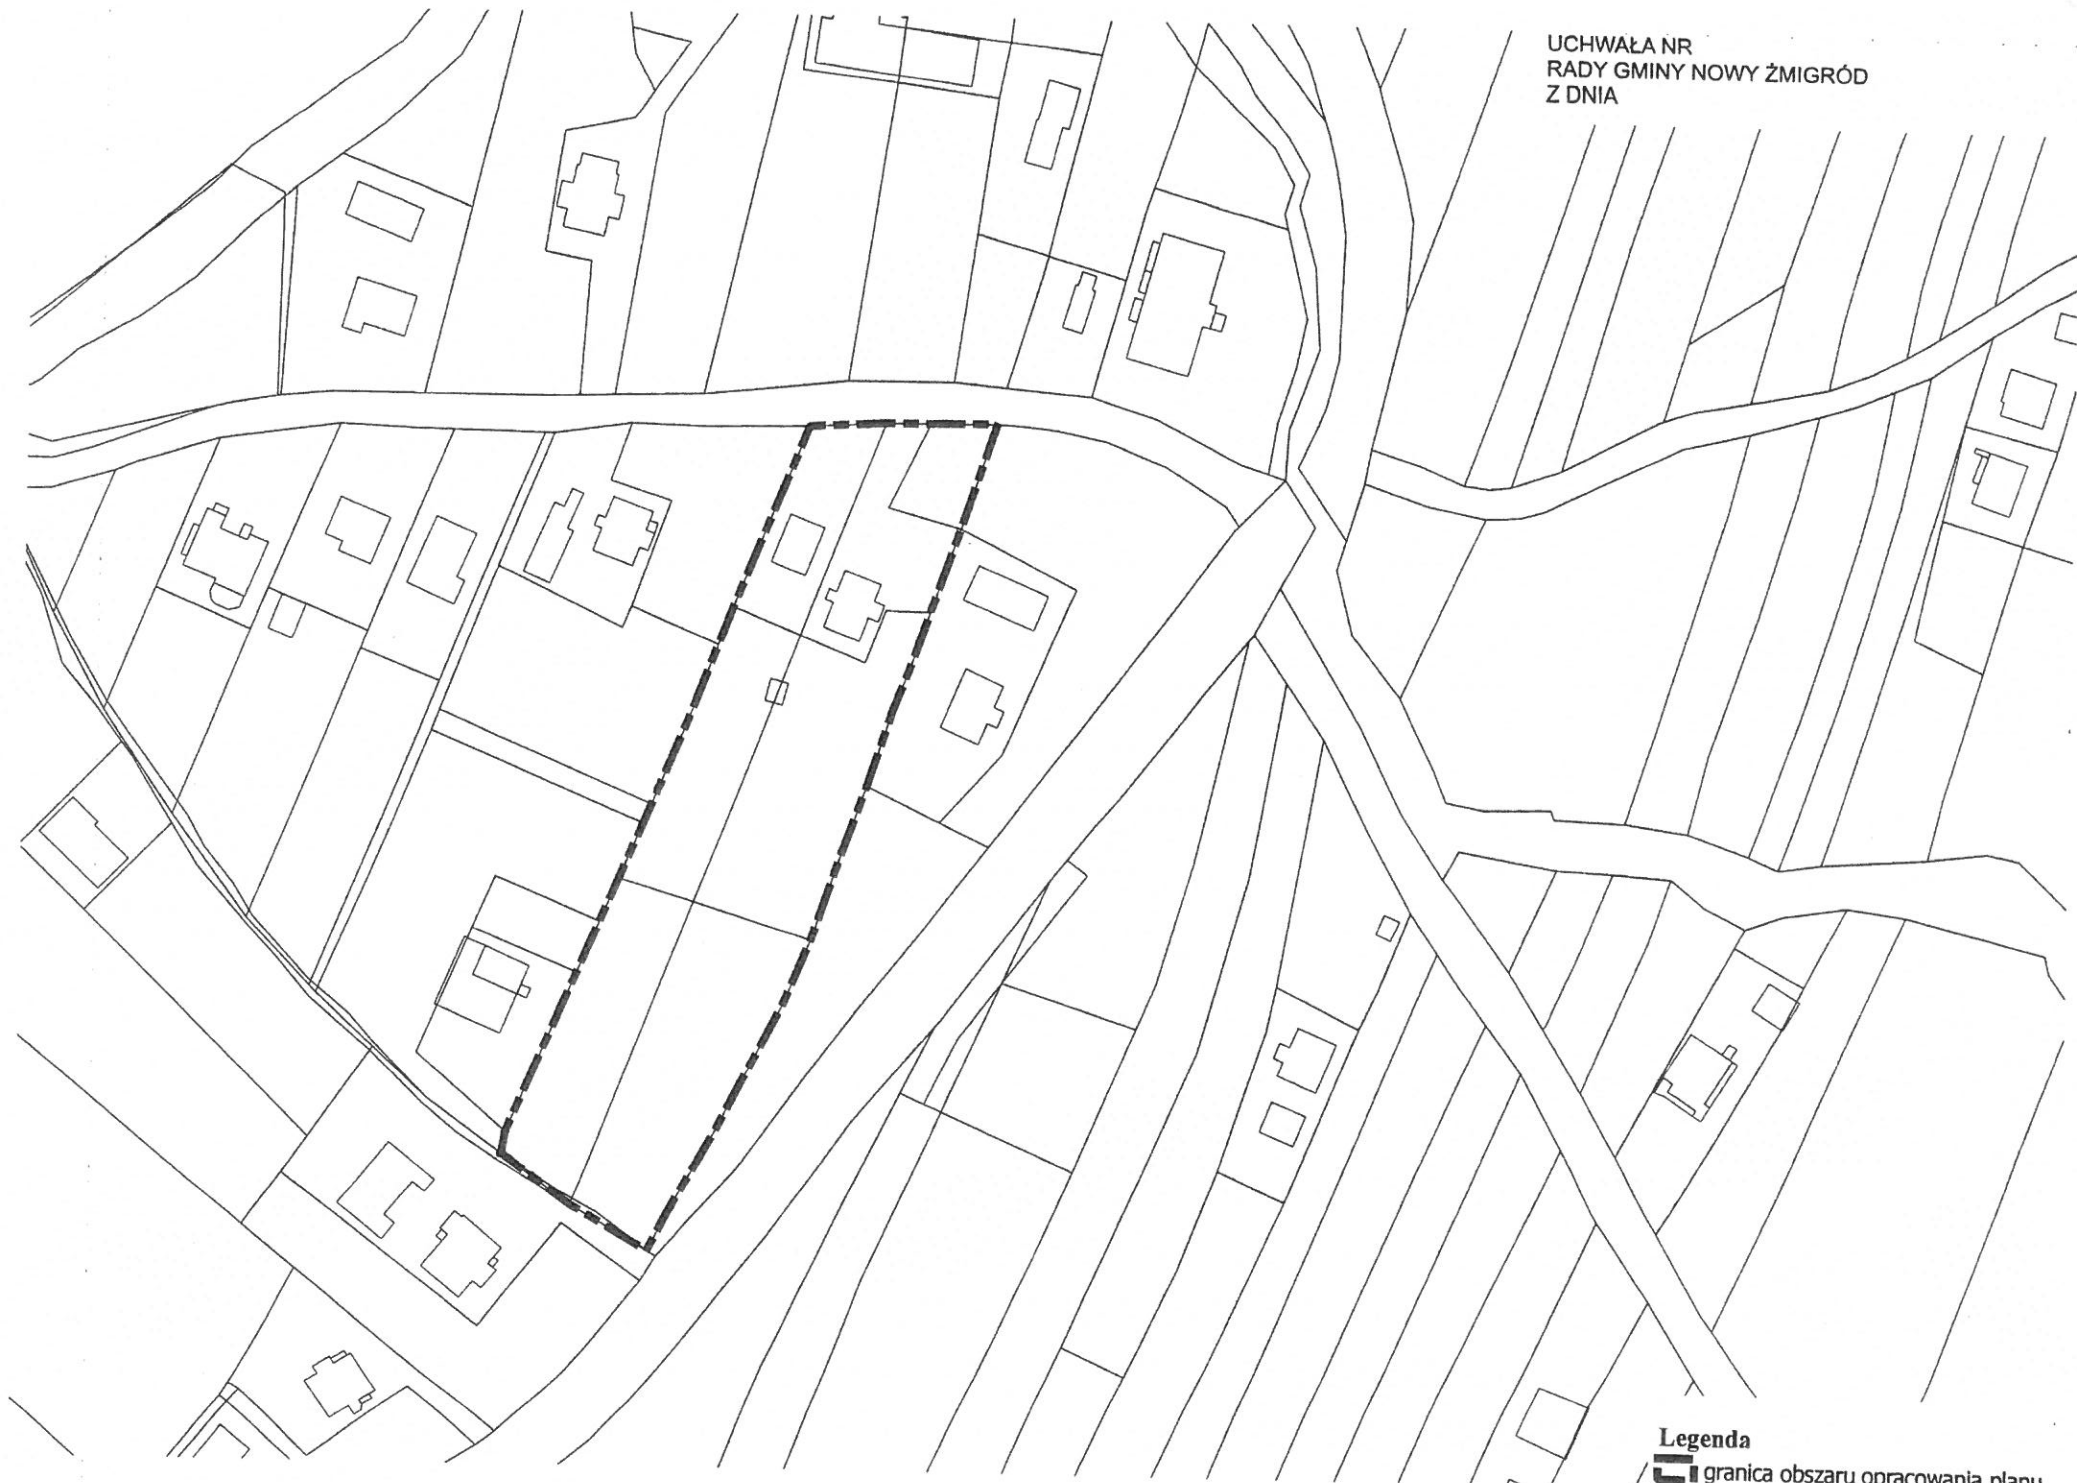 UCHWAŁA NR
RADY GMINY NOWY ŻMIGRÓD
Z DNIA
Legenda
granica obszaru opracowania planu